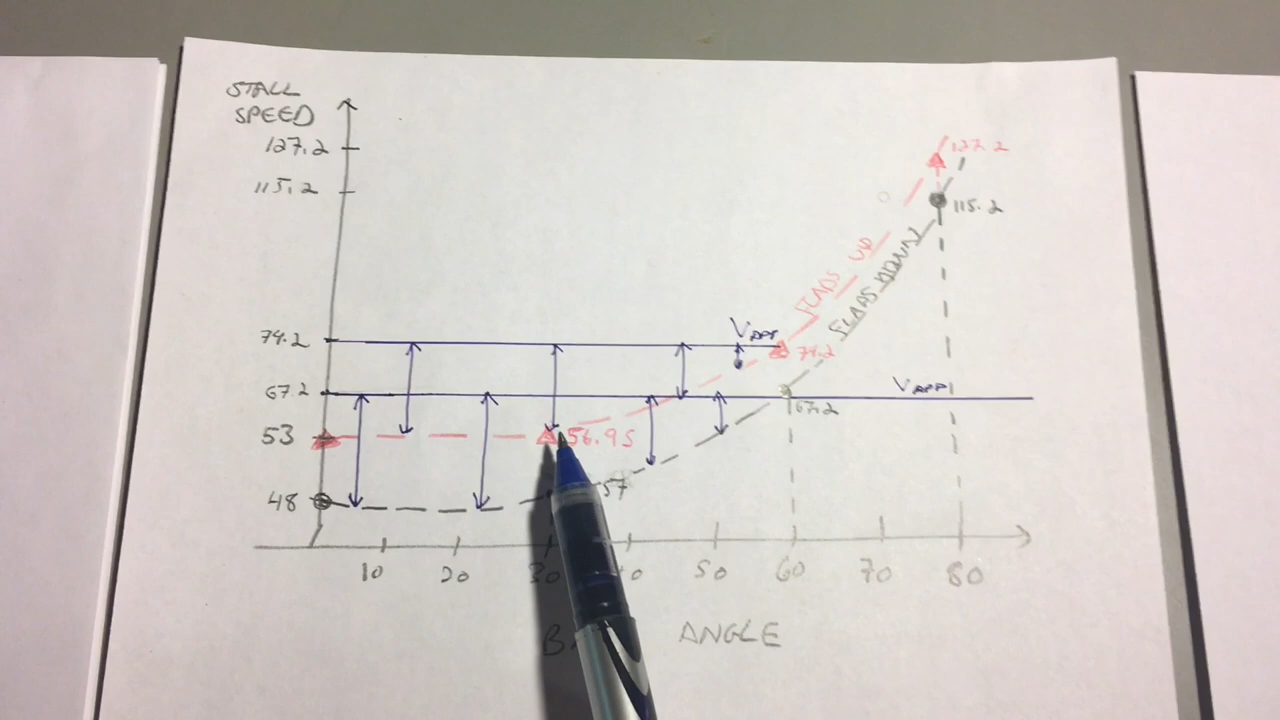 STALL
SPEED
127.2
115.2
74.2
67.2
53
48
127.2
115.2
FLAPS UP
FLAPS DOWN
VAPP
74.2
VAPP
67.2
56.95
10 20 30 50 60 70 80
ANGLE